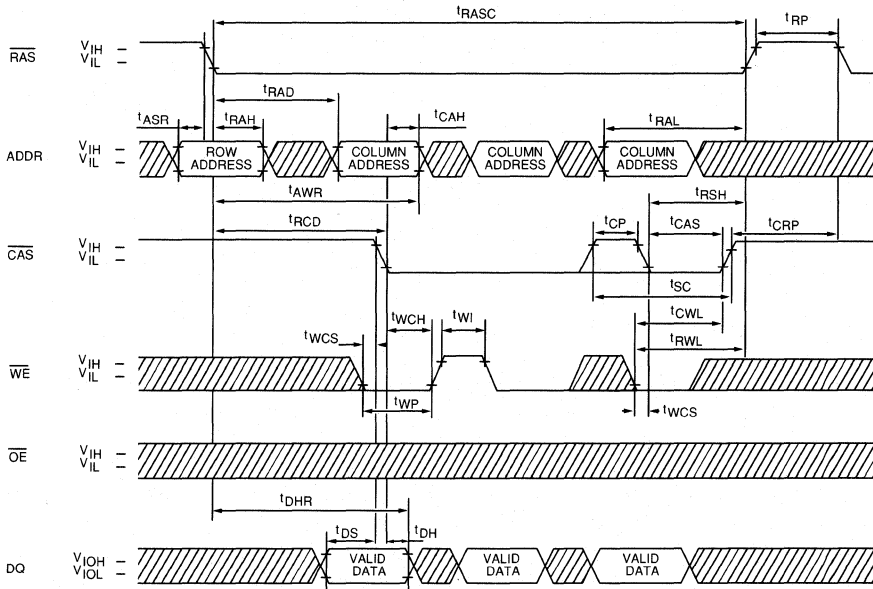 tRASC
tRP
RAS
VIH
VIL
tRAD
tASR
tRAH
tCAH
tRAL
ADDR
VIH
VIL
ROW ADDRESS
COLUMN ADDRESS
COLUMN ADDRESS
COLUMN ADDRESS
tAWR
tRSH
tRCD
tCP
tCAS
tCRP
CAS
VIH
VIL
tSC
tWCH
tWI
tCWL
tWCS
tRWL
WE
VIH
VIL
tWP
tWCS
OE
VIH
VIL
tDHR
tDS
tDH
DQ
VIOH
VIOL
VALID DATA
VALID DATA
VALID DATA